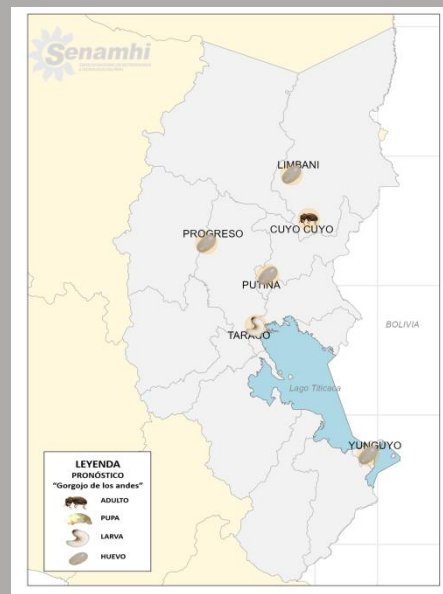 Senamhi
LIMBANI
CUYO CUYO
PROGRESO
PUTINA
TARACO
BOLIVIA
Lago Titicaca
YUNGUYO
LEYENDA
PRONÓSTICO
"Gorgojo de los andes"
ADULTO
PUPA
LARVA
HUEVO